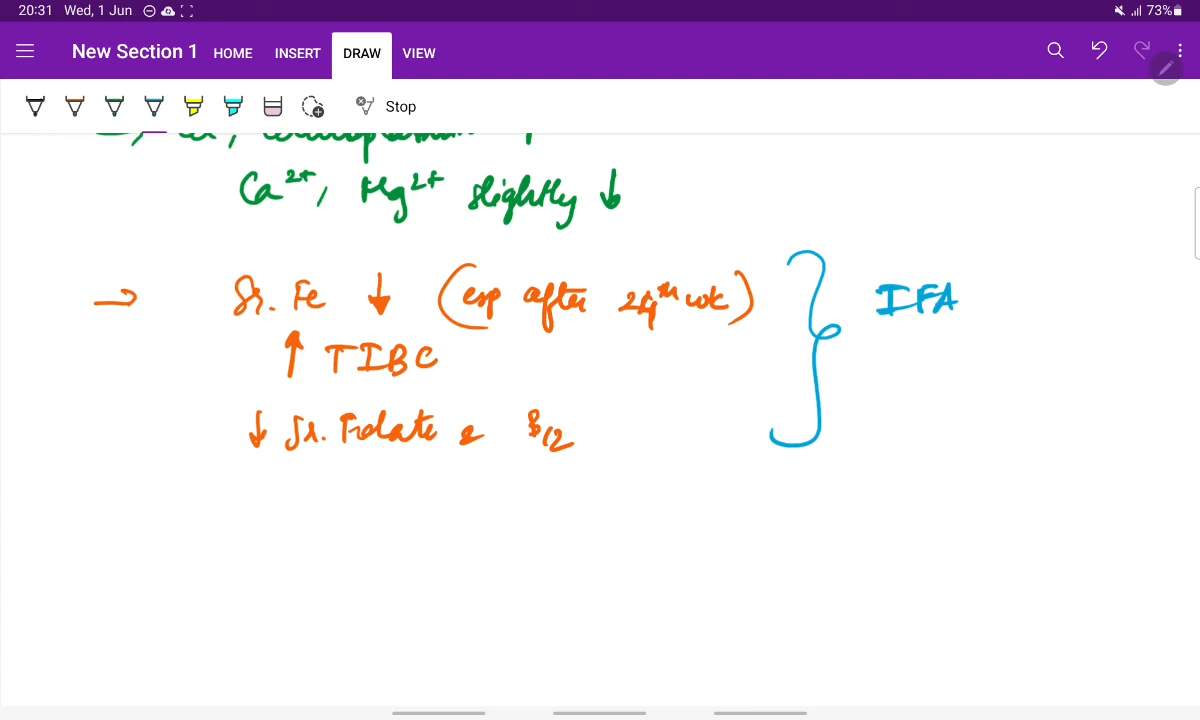 20:31 Wed, 1 Jun 73%
New Section 1 HOME INSERT DRAW VIEW
Stop
Ca²⁺, Mg²⁺ slightly ↓
→ Sr. Fe ↓ (esp after 24ᵗʰ wk) } IFA
↑ TIBC
↓ Sr. Folate & B12